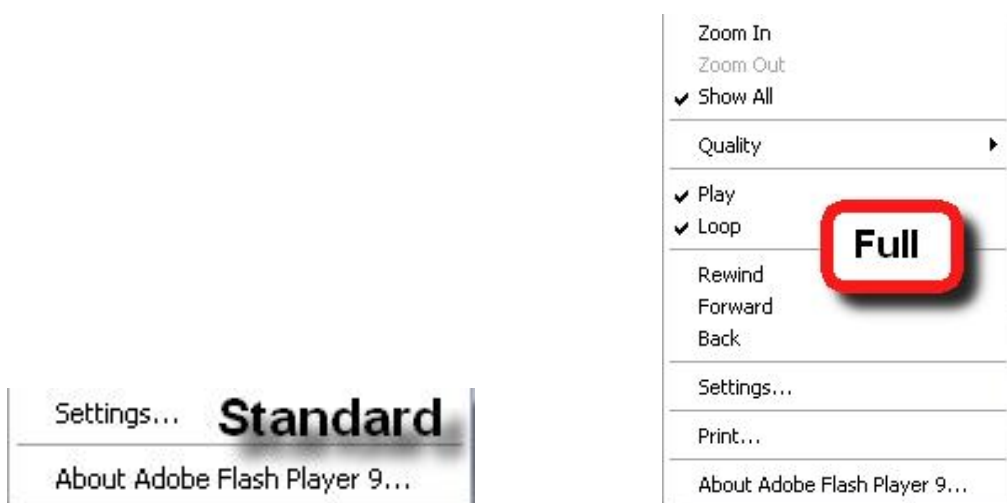 Settings... Standard
About Adobe Flash Player 9...
Zoom In
Zoom Out
Show All
Quality
Play
Loop
Full
Rewind
Forward
Back
Settings...
Print...
About Adobe Flash Player 9...